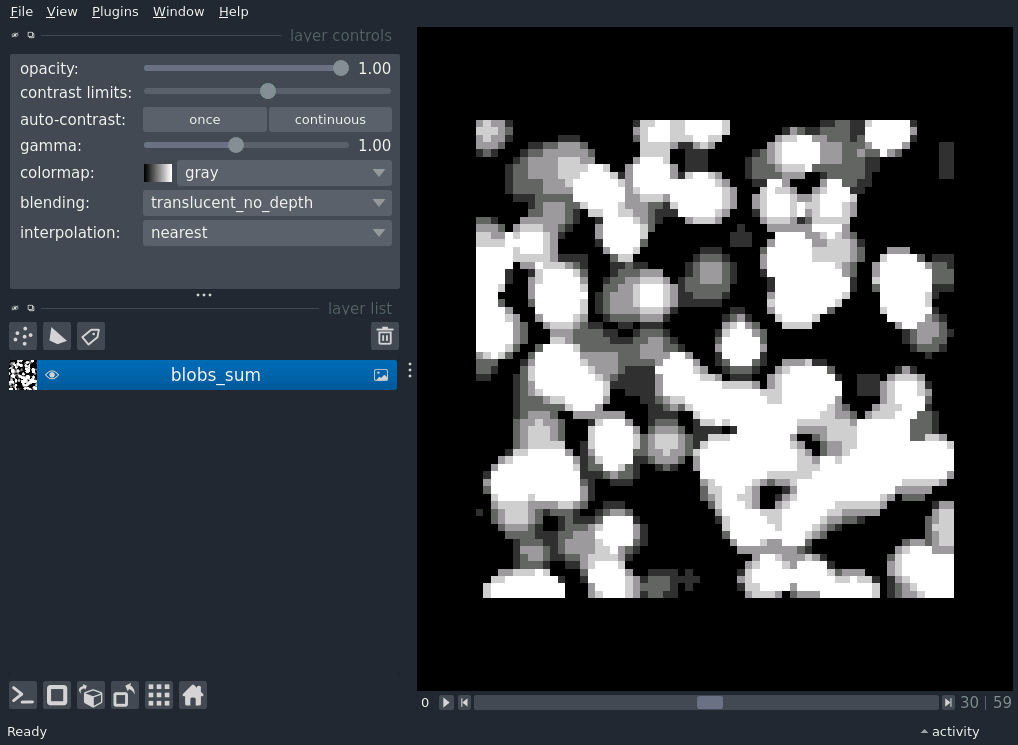 File View Plugins Window Help
layer controls
opacity: 1.00
contrast limits:
auto-contrast: once continuous
gamma: 1.00
colormap: gray
blending: translucent_no_depth
interpolation: nearest
layer list
blobs_sum
0 30 | 59
Ready activity